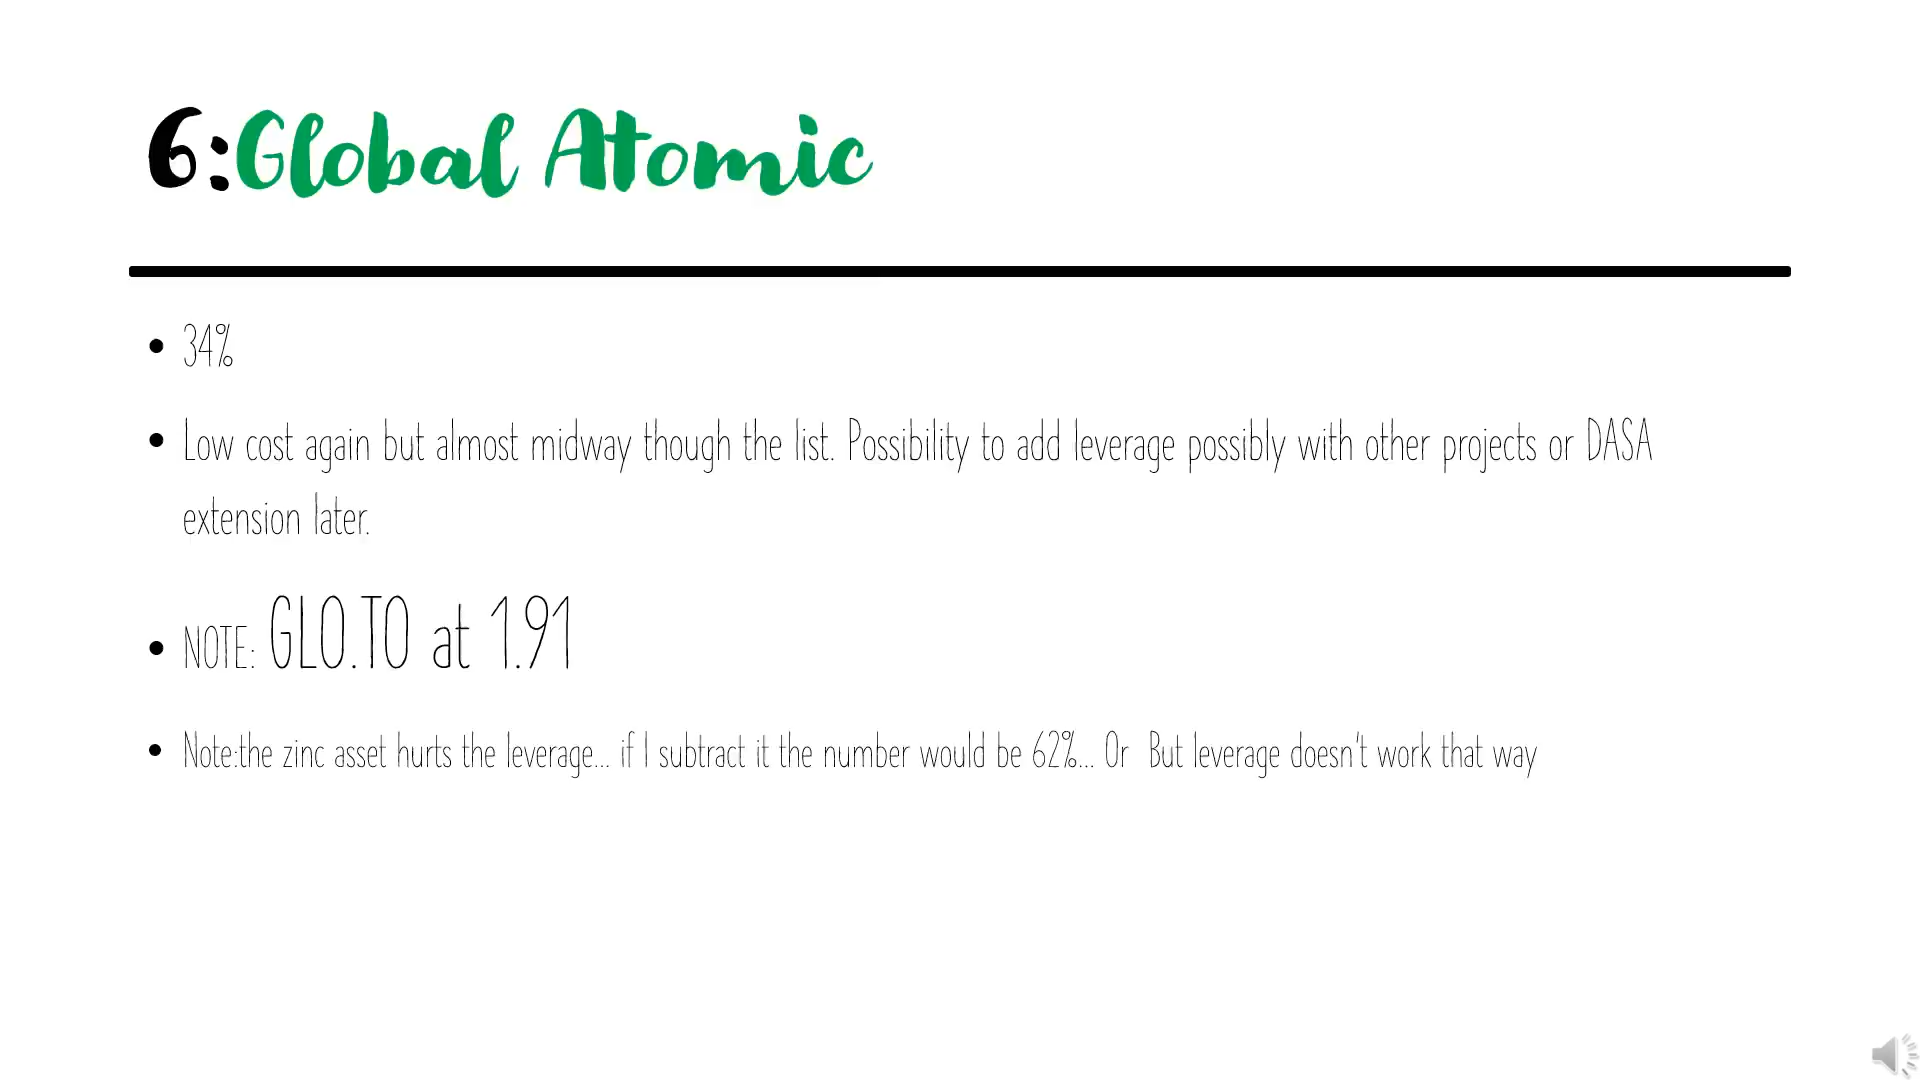 6:Global Atomic
• 34%
• Low cost again but almost midway though the list. Possibility to add leverage possibly with other projects or DASA
extension later.
• NOTE: GLO.TO at 1.91
• Note:the zinc asset hurts the leverage... if I subtract it the number would be 62%... Or  But leverage doesn't work that way